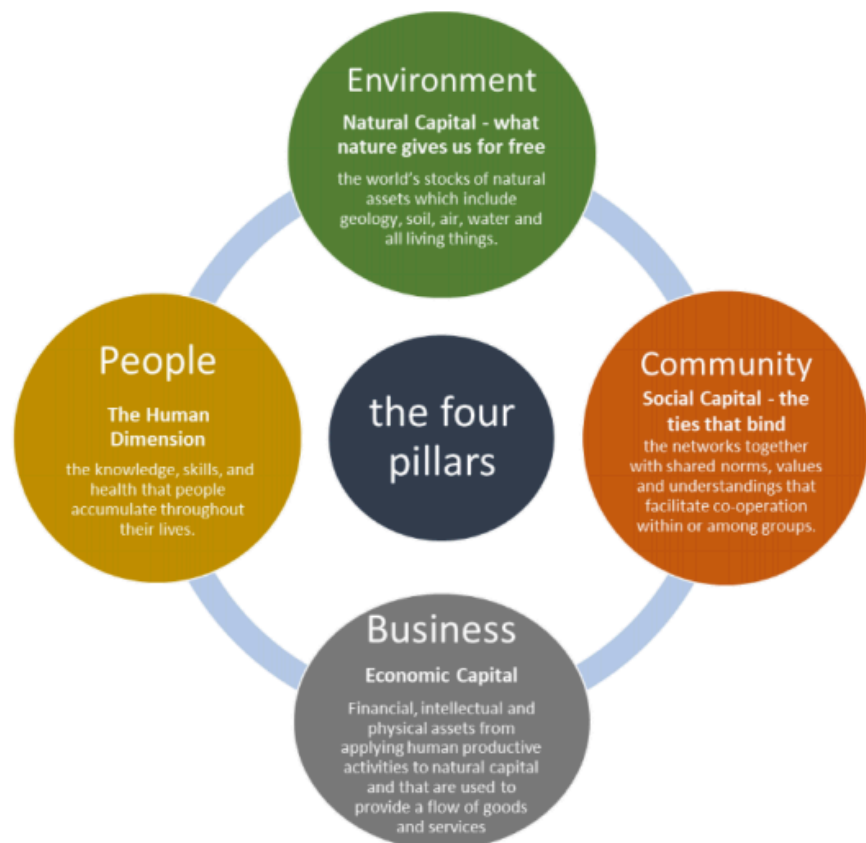 Environment
Natural Capital - what
nature gives us for free
the world's stocks of natural
assets which include
geology, soil, air, water and
all living things.
People
The Human
Dimension
the knowledge, skills, and
health that people
accumulate throughout
their lives.
the four
pillars
Community
Social Capital - the
ties that bind
the networks together
with shared norms, values
and understandings that
facilitate co-operation
within or among groups.
Business
Economic Capital
Financial, intellectual and
physical assets from
applying human productive
activities to natural capital
and that are used to
provide a flow of goods
and services